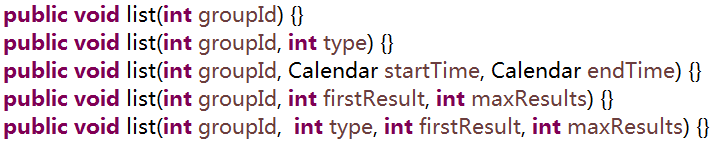 public void list(int groupId) {}
public void list(int groupId, int type) {}
public void list(int groupId, Calendar startTime, Calendar endTime) {}
public void list(int groupId, int firstResult, int maxResults) {}
public void list(int groupId,  int type, int firstResult, int maxResults) {}